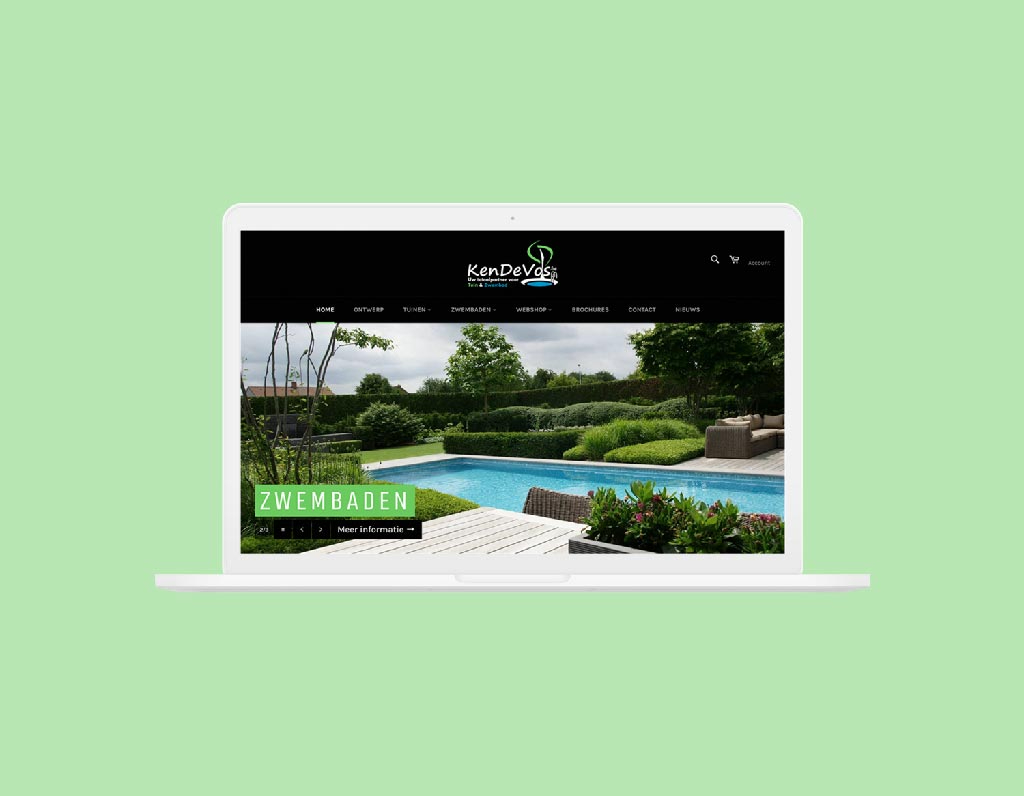 KenDeVos
Uw totaalpartner voor
Tuin & Zwembad
Account
HOME ONTWERP TUINEN ZWEMBADEN WEBSHOP BROCHURES CONTACT NIEUWS
ZWEMBADEN
2/3 < > Meer informatie →